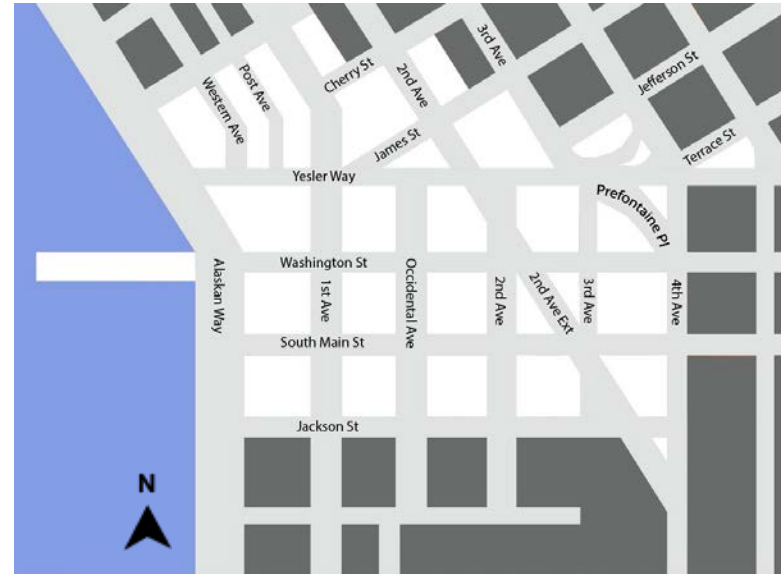 3rd Ave
Cherry St
2nd Ave
Jefferson St
Post Ave
Western Ave
James St
Terrace St
Yesler Way
Prefontaine Pl
Washington St
Alaskan Way
1st Ave
Occidental Ave
2nd Ave
2nd Ave Ext
3rd Ave
4th Ave
South Main St
Jackson St
N